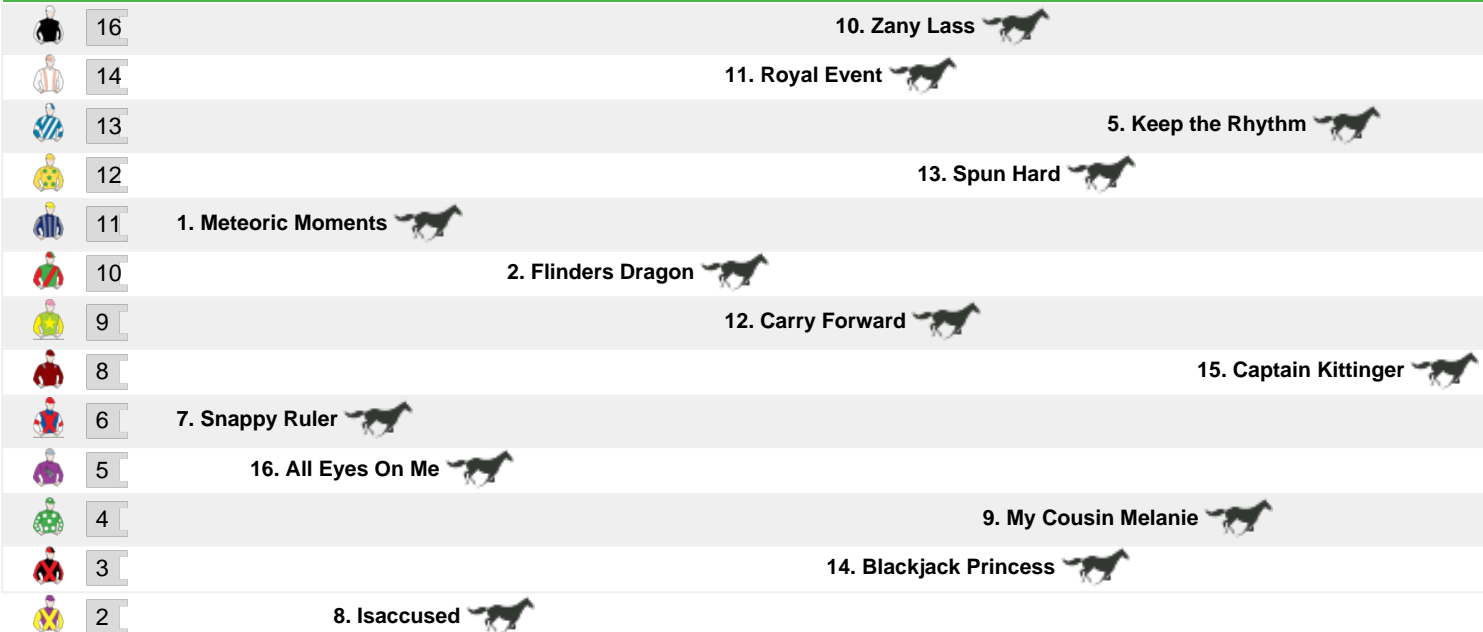 16 10. Zany Lass
14 11. Royal Event
13 5. Keep the Rhythm
12 13. Spun Hard
11 1. Meteoric Moments
10 2. Flinders Dragon
9 12. Carry Forward
8 15. Captain Kittinger
6 7. Snappy Ruler
5 16. All Eyes On Me
4 9. My Cousin Melanie
3 14. Blackjack Princess
2 8. Isaccused